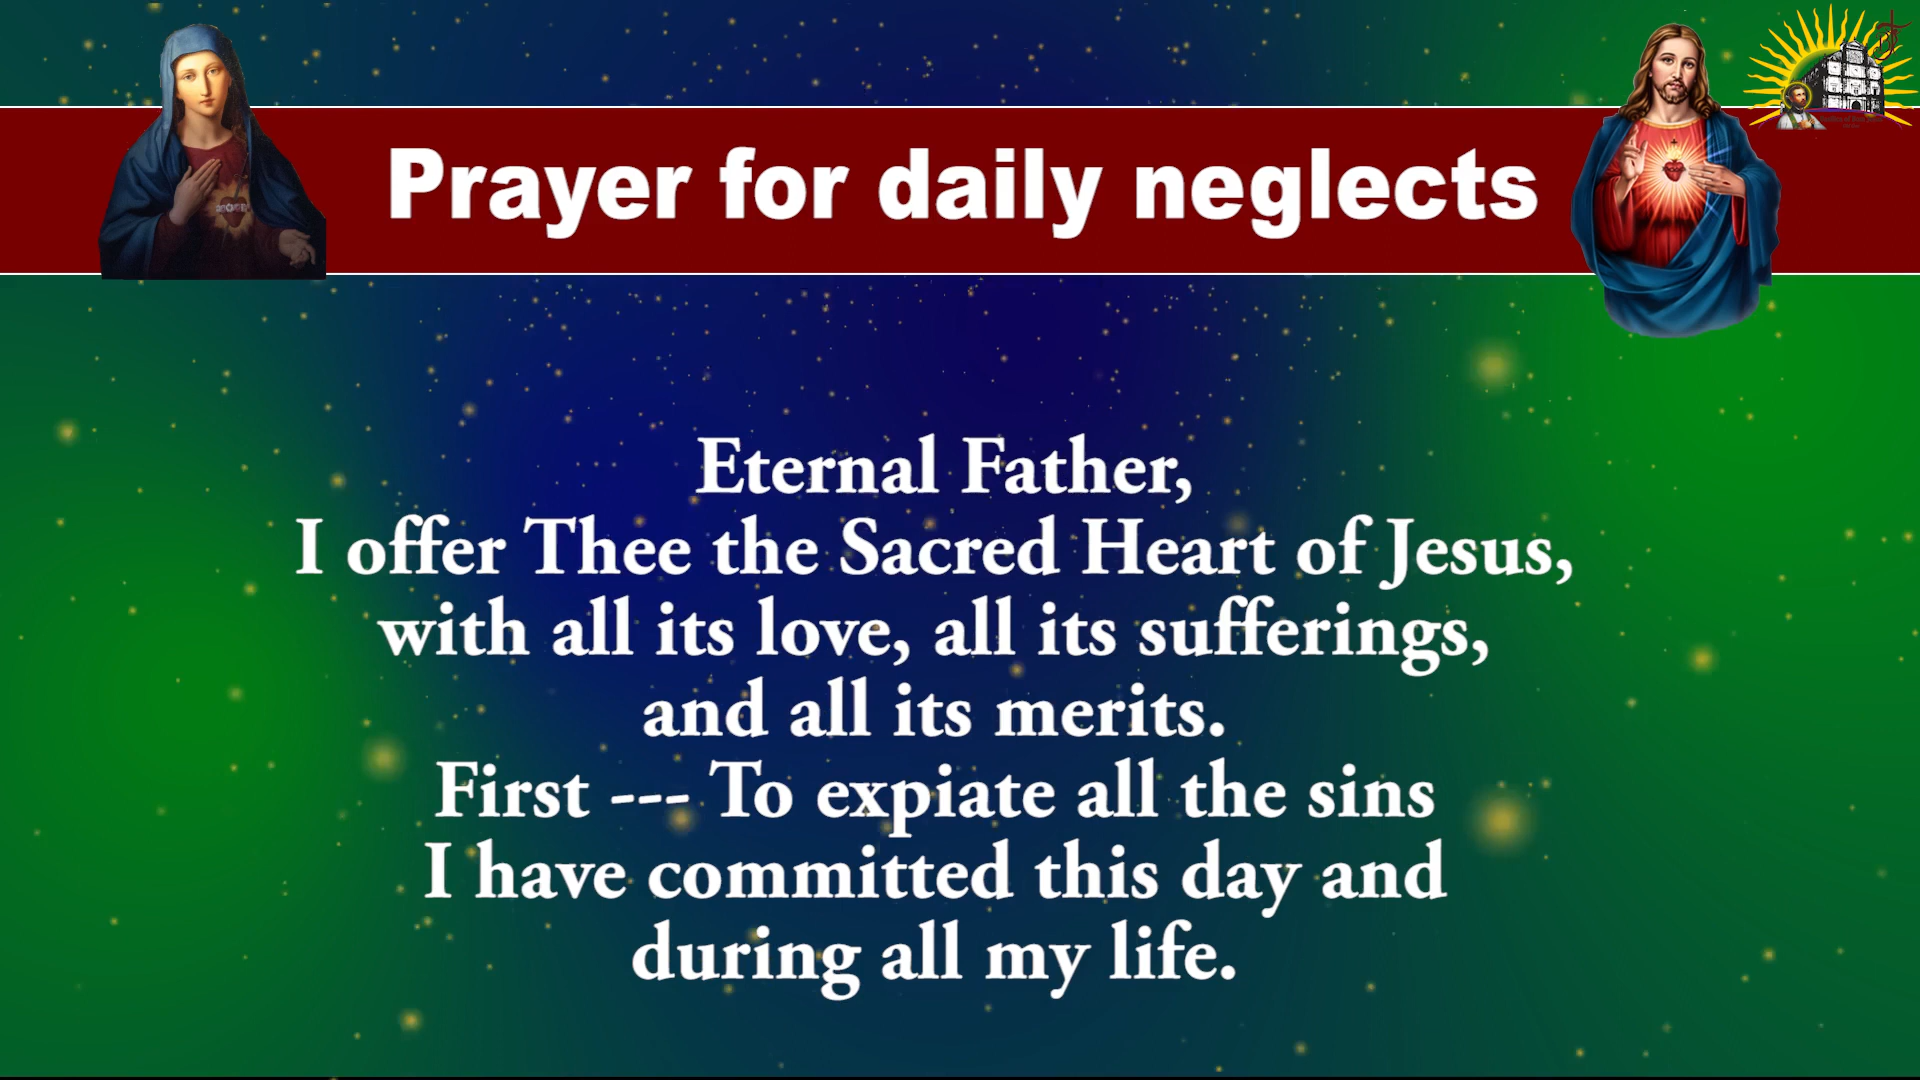 Prayer for daily neglects
Eternal Father,
I offer Thee the Sacred Heart of Jesus,
with all its love, all its sufferings,
and all its merits.
First --- To expiate all the sins
I have committed this day and
during all my life.